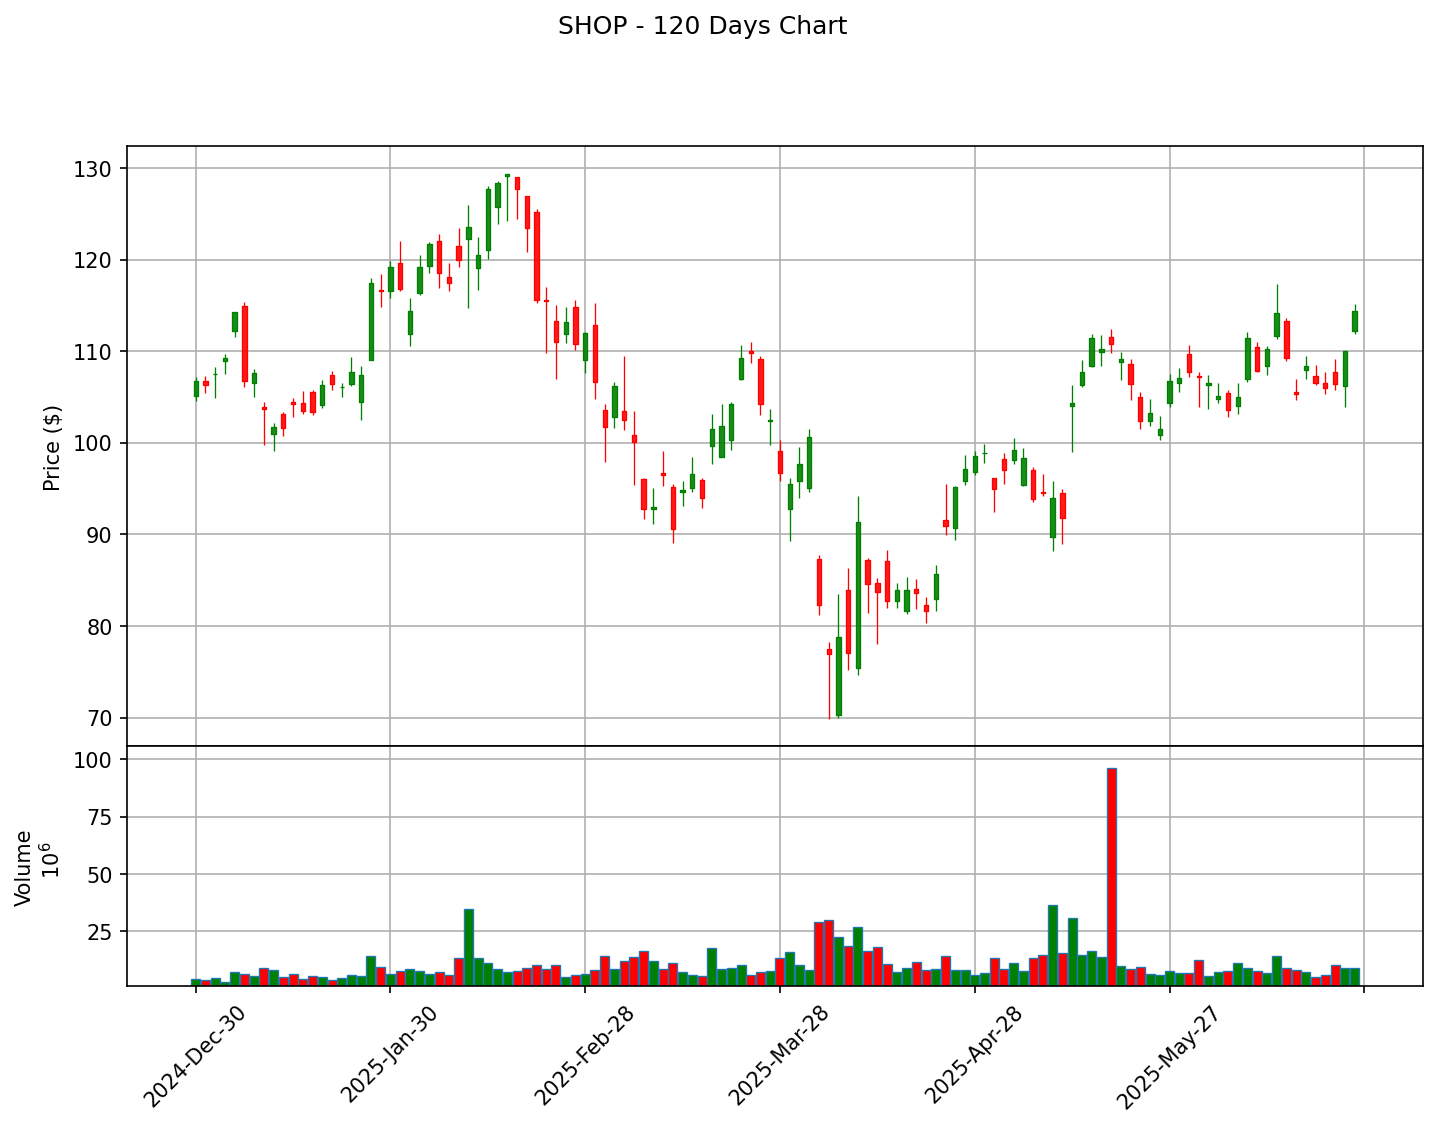 SHOP - 120 Days Chart
Price ($)
130
120
110
100
90
80
70
Volume
10⁶
100
75
50
25
2024-Dec-30
2025-Jan-30
2025-Feb-28
2025-Mar-28
2025-Apr-28
2025-May-27